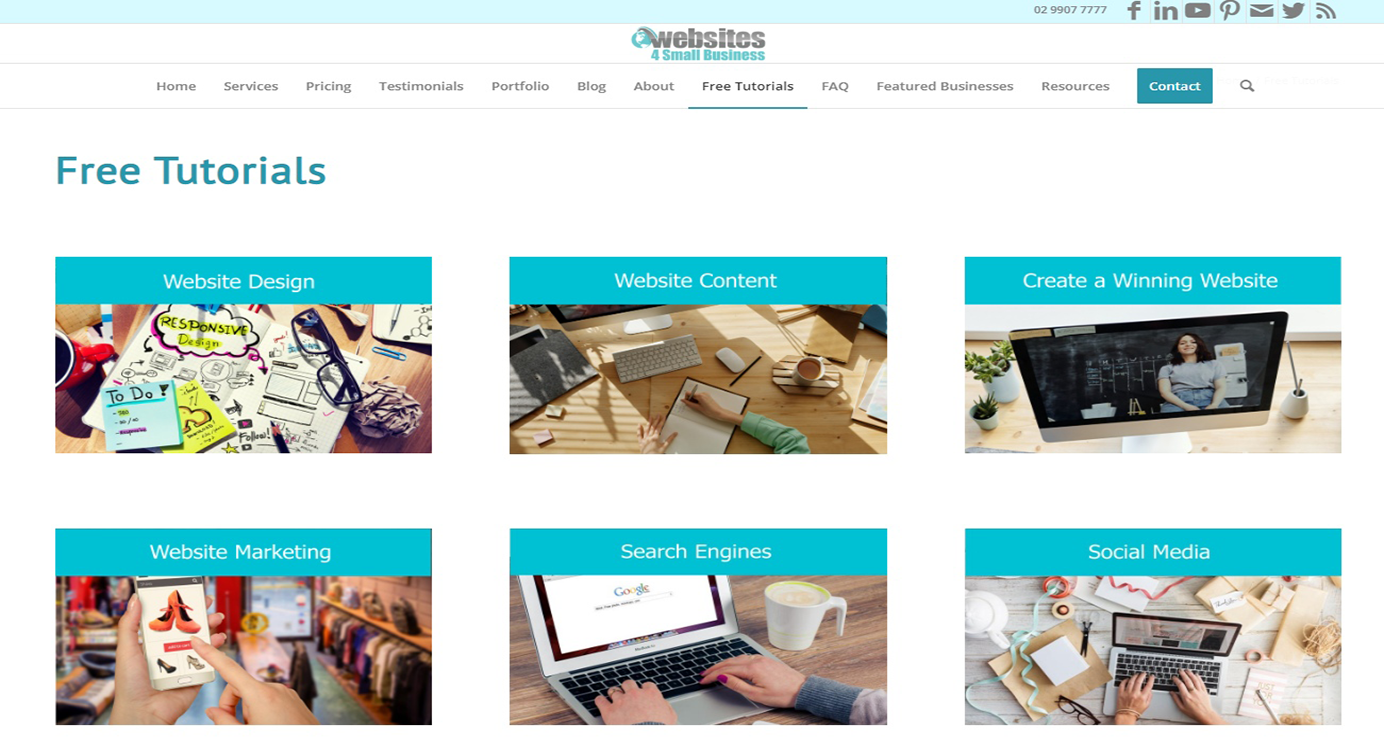 02 9907 7777
websites
4 Small Business
Home Services Pricing Testimonials Portfolio Blog About Free Tutorials FAQ Featured Businesses Resources Contact
Free Tutorials
Website Design Website Content Create a Winning Website
RESPONSIVE
Design
To Do!
Follow!
Website Marketing Search Engines Social Media
Google